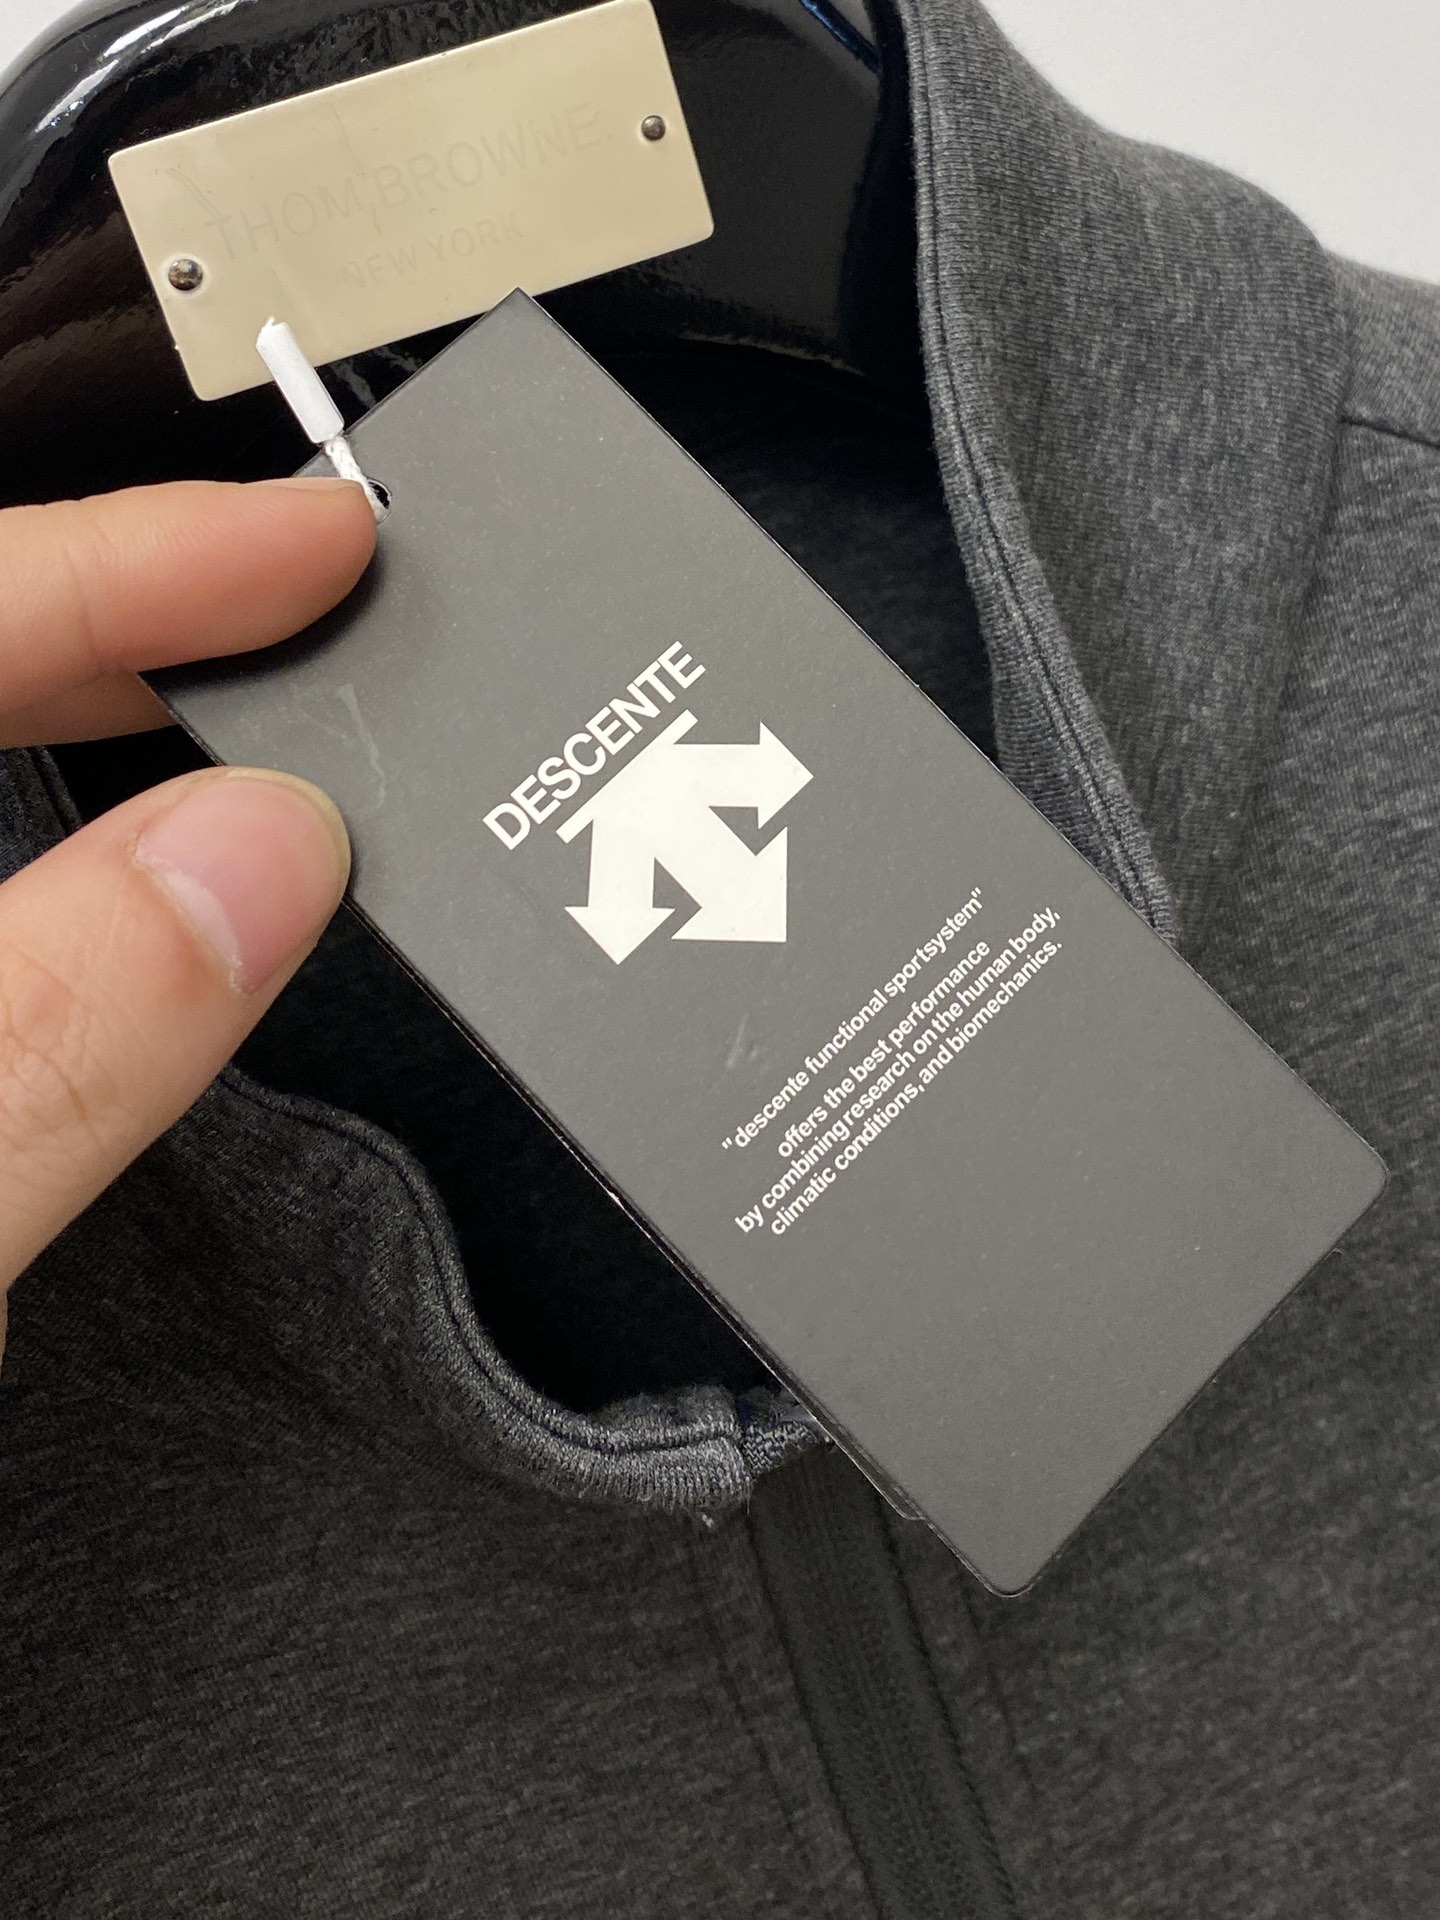 THOM BROWNE.
NEW YORK
DESCENTE
"descente functional sportsystem"
offers the best performance
by combining research on the human body,
climatic conditions, and biomechanics.